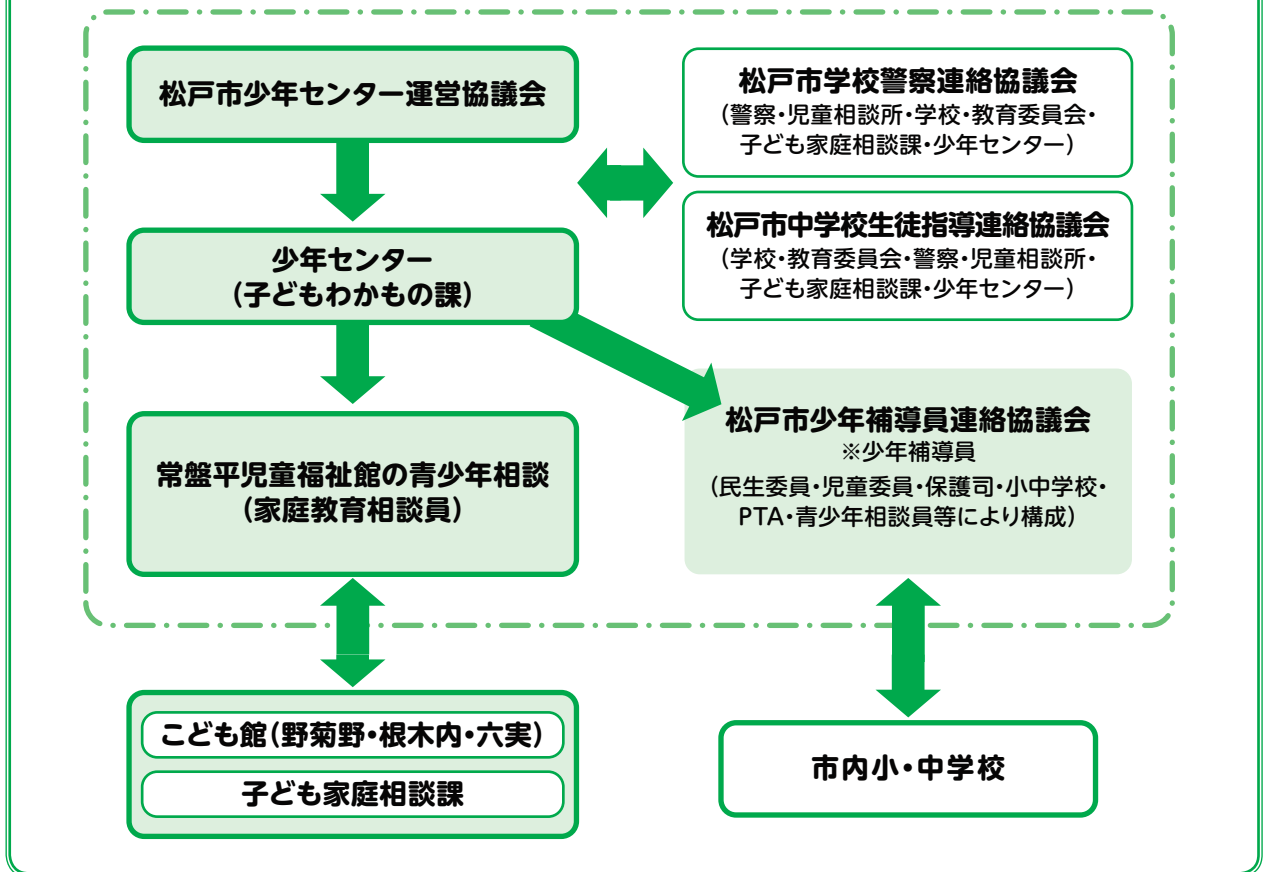 松戸市少年センター運営協議会
松戸市学校警察連絡協議会
（警察・児童相談所・学校・教育委員会・
子ども家庭相談課・少年センター）
松戸市中学校生徒指導連絡協議会
（学校・教育委員会・警察・児童相談所・
子ども家庭相談課・少年センター）
少年センター
（子どもわかもの課）
松戸市少年補導員連絡協議会
※少年補導員
（民生委員・児童委員・保護司・小中学校・
PTA・青少年相談員等により構成）
常盤平児童福祉館の青少年相談
（家庭教育相談員）
こども館（野菊野・根木内・六実）
子ども家庭相談課
市内小・中学校